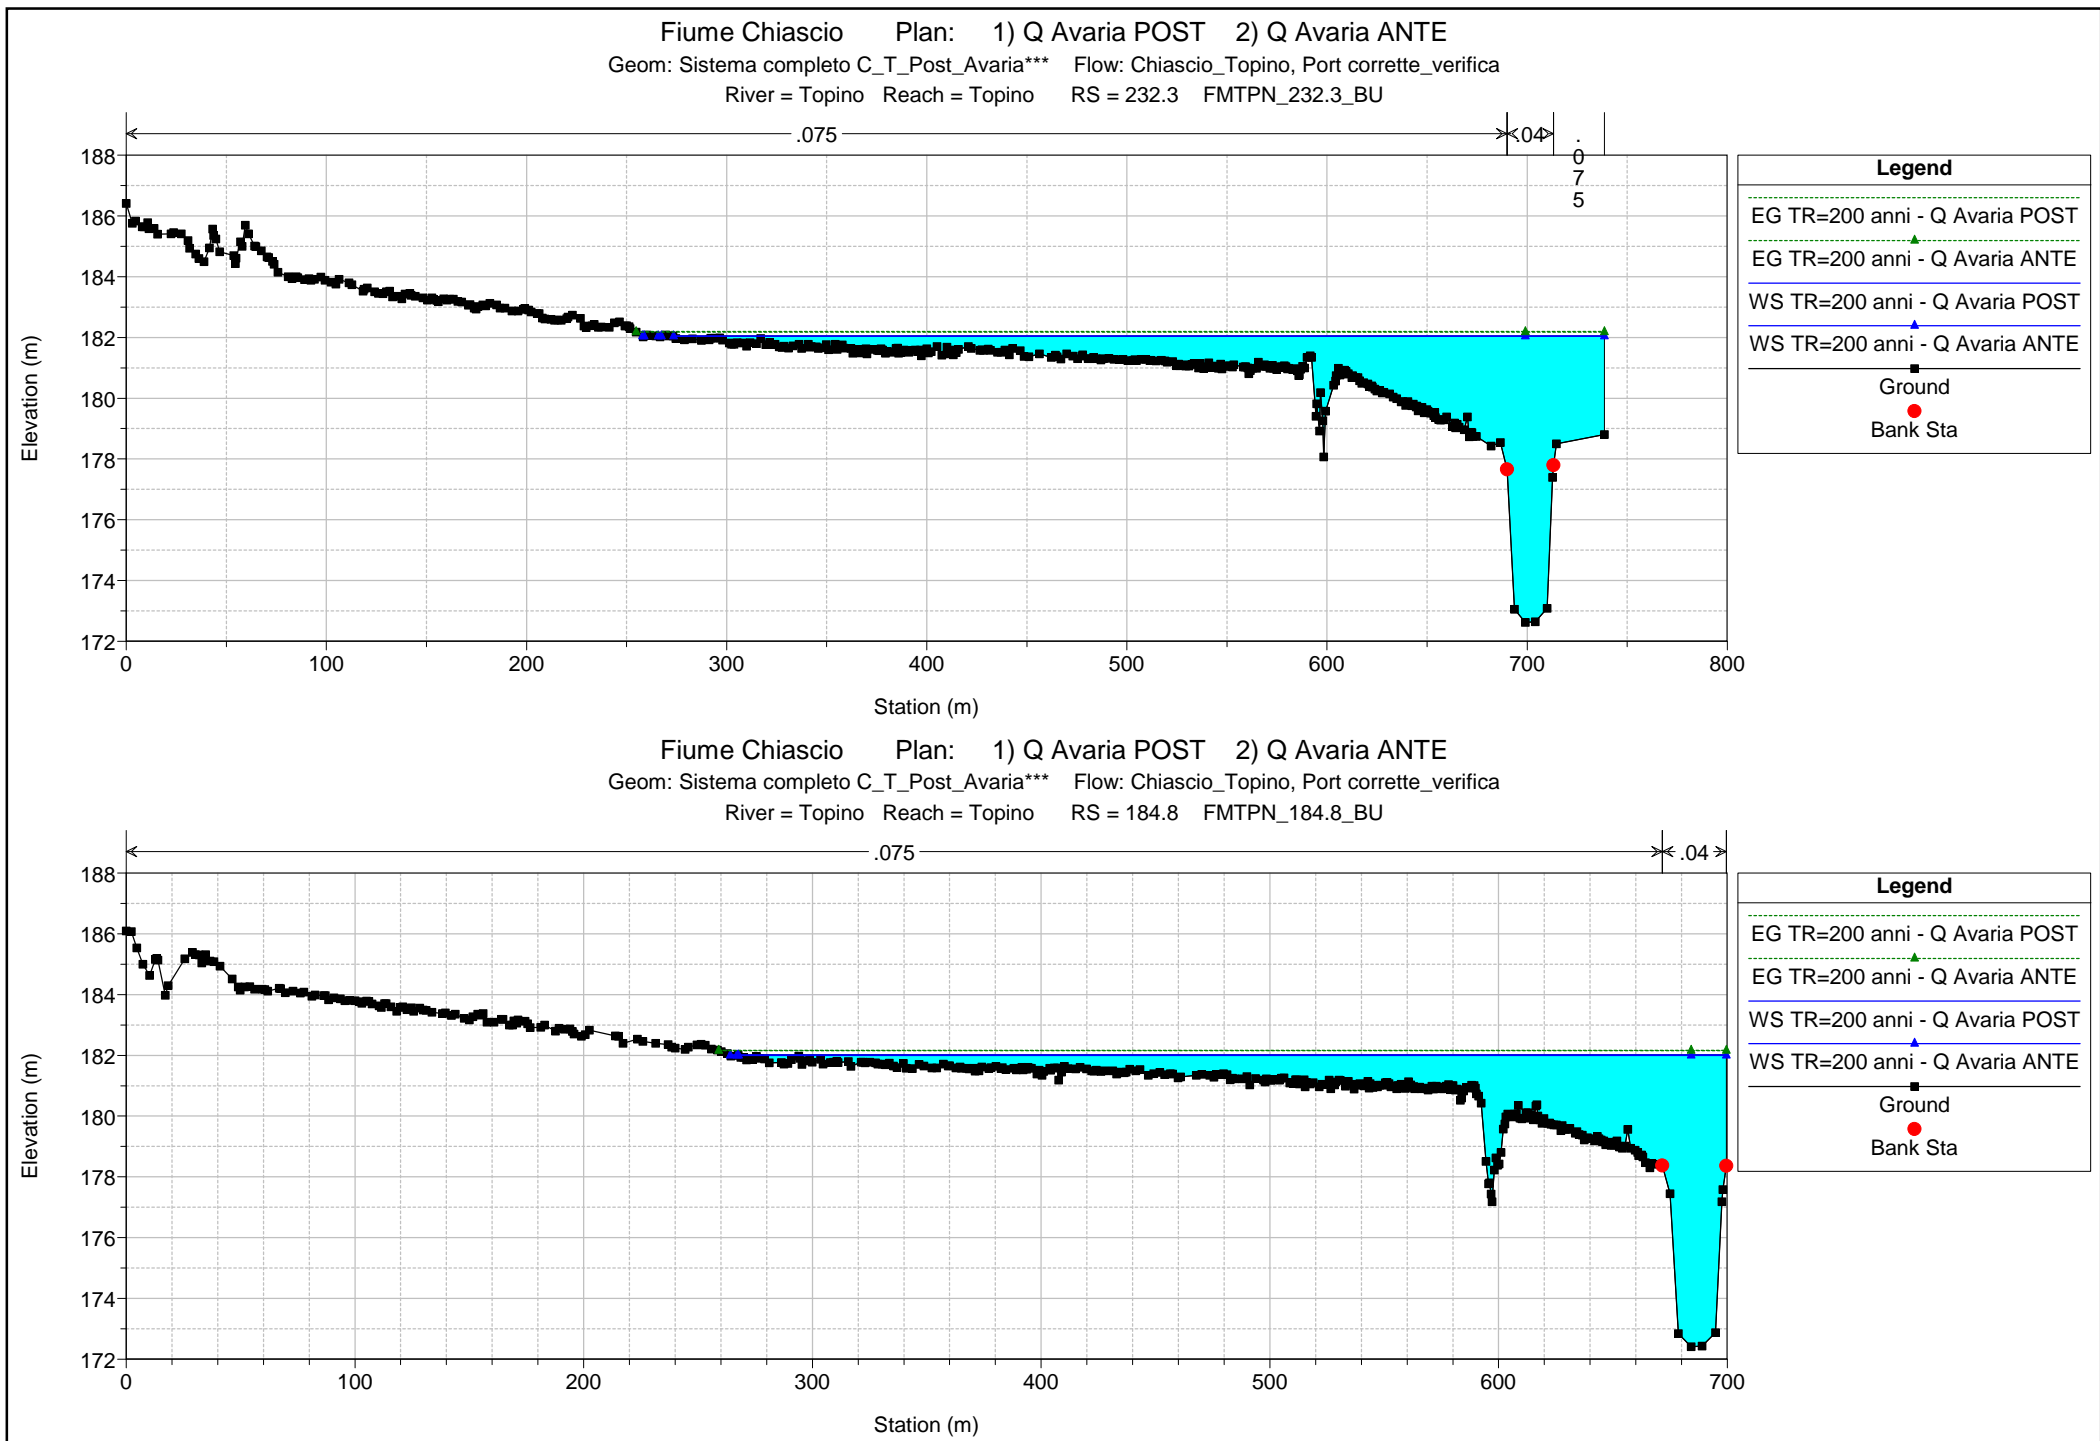 Fiume Chiascio Plan: 1) Q Avaria POST 2) Q Avaria ANTE
Geom: Sistema completo C_T_Post_Avaria*** Flow: Chiascio_Topino, Port corrette_verifica
River = Topino Reach = Topino RS = 232.3 FMTPN_232.3_BU
.075
.04
.075
188
186
184
182
180
178
176
174
172
Elevation (m)
0 100 200 300 400 500 600 700 800
Station (m)
Legend
EG TR=200 anni - Q Avaria POST
EG TR=200 anni - Q Avaria ANTE
WS TR=200 anni - Q Avaria POST
WS TR=200 anni - Q Avaria ANTE
Ground
Bank Sta
Fiume Chiascio Plan: 1) Q Avaria POST 2) Q Avaria ANTE
Geom: Sistema completo C_T_Post_Avaria*** Flow: Chiascio_Topino, Port corrette_verifica
River = Topino Reach = Topino RS = 184.8 FMTPN_184.8_BU
.075
.04
188
186
184
182
180
178
176
174
172
Elevation (m)
0 100 200 300 400 500 600 700
Station (m)
Legend
EG TR=200 anni - Q Avaria POST
EG TR=200 anni - Q Avaria ANTE
WS TR=200 anni - Q Avaria POST
WS TR=200 anni - Q Avaria ANTE
Ground
Bank Sta